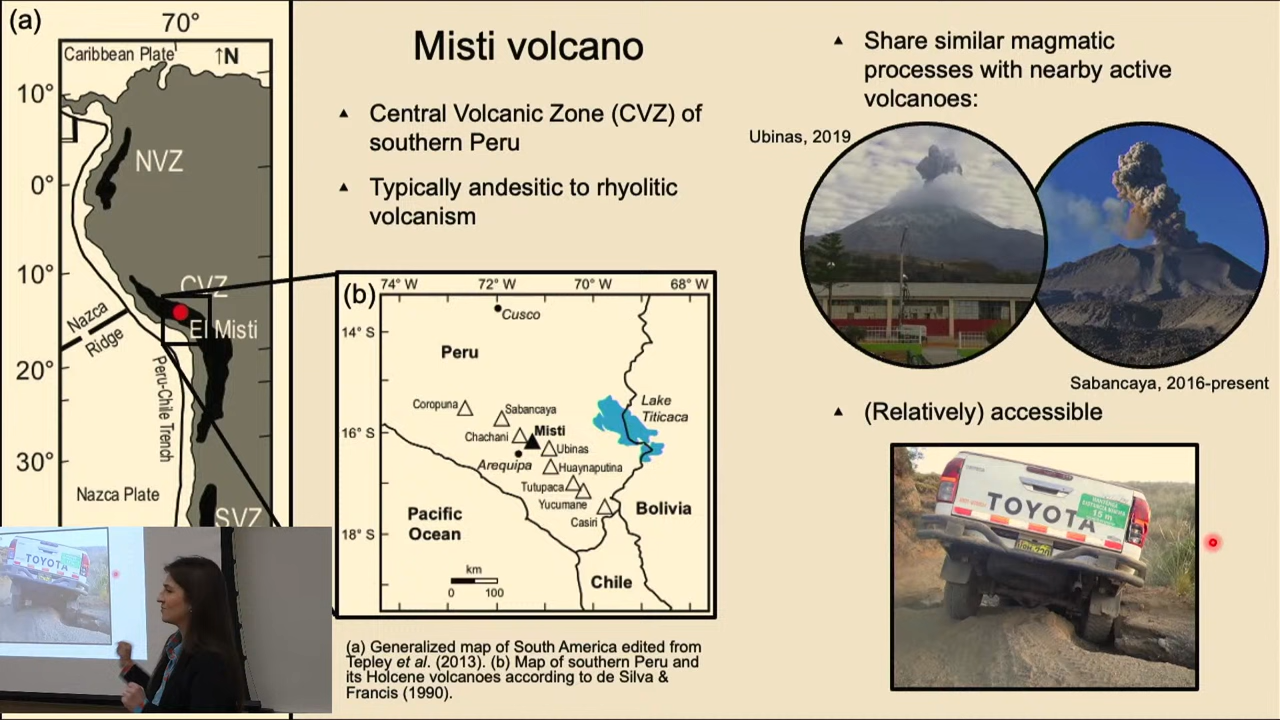 (a)
70°
Caribbean Plate
↑N
10°
NVZ
0°
10°
CVZ
Nazca
Ridge
El Misti
20°
Peru-Chile Trench
30°
Nazca Plate
SVZ
TOYOTA
Misti volcano
▲ Central Volcanic Zone (CVZ) of
southern Peru
▲ Typically andesitic to rhyolitic
volcanism
(b)
74° W
72° W
70° W
68° W
Cusco
14° S
Peru
Lake
Titicaca
Coropuna
Sabancaya
Misti
16° S
Chachani
Ubinas
Arequipa
Huaynaputina
Tutupaca
Yucumane
Casiri
Bolivia
Pacific
Ocean
18° S
km
0
100
Chile
(a) Generalized map of South America edited from
Tepley et al. (2013). (b) Map of southern Peru and
its Holcene volcanoes according to de Silva &
Francis (1990).
▲ Share similar magmatic
processes with nearby active
volcanoes:
Ubinas, 2019
Sabancaya, 2016-present
▲ (Relatively) accessible
TOYOTA
15 m.